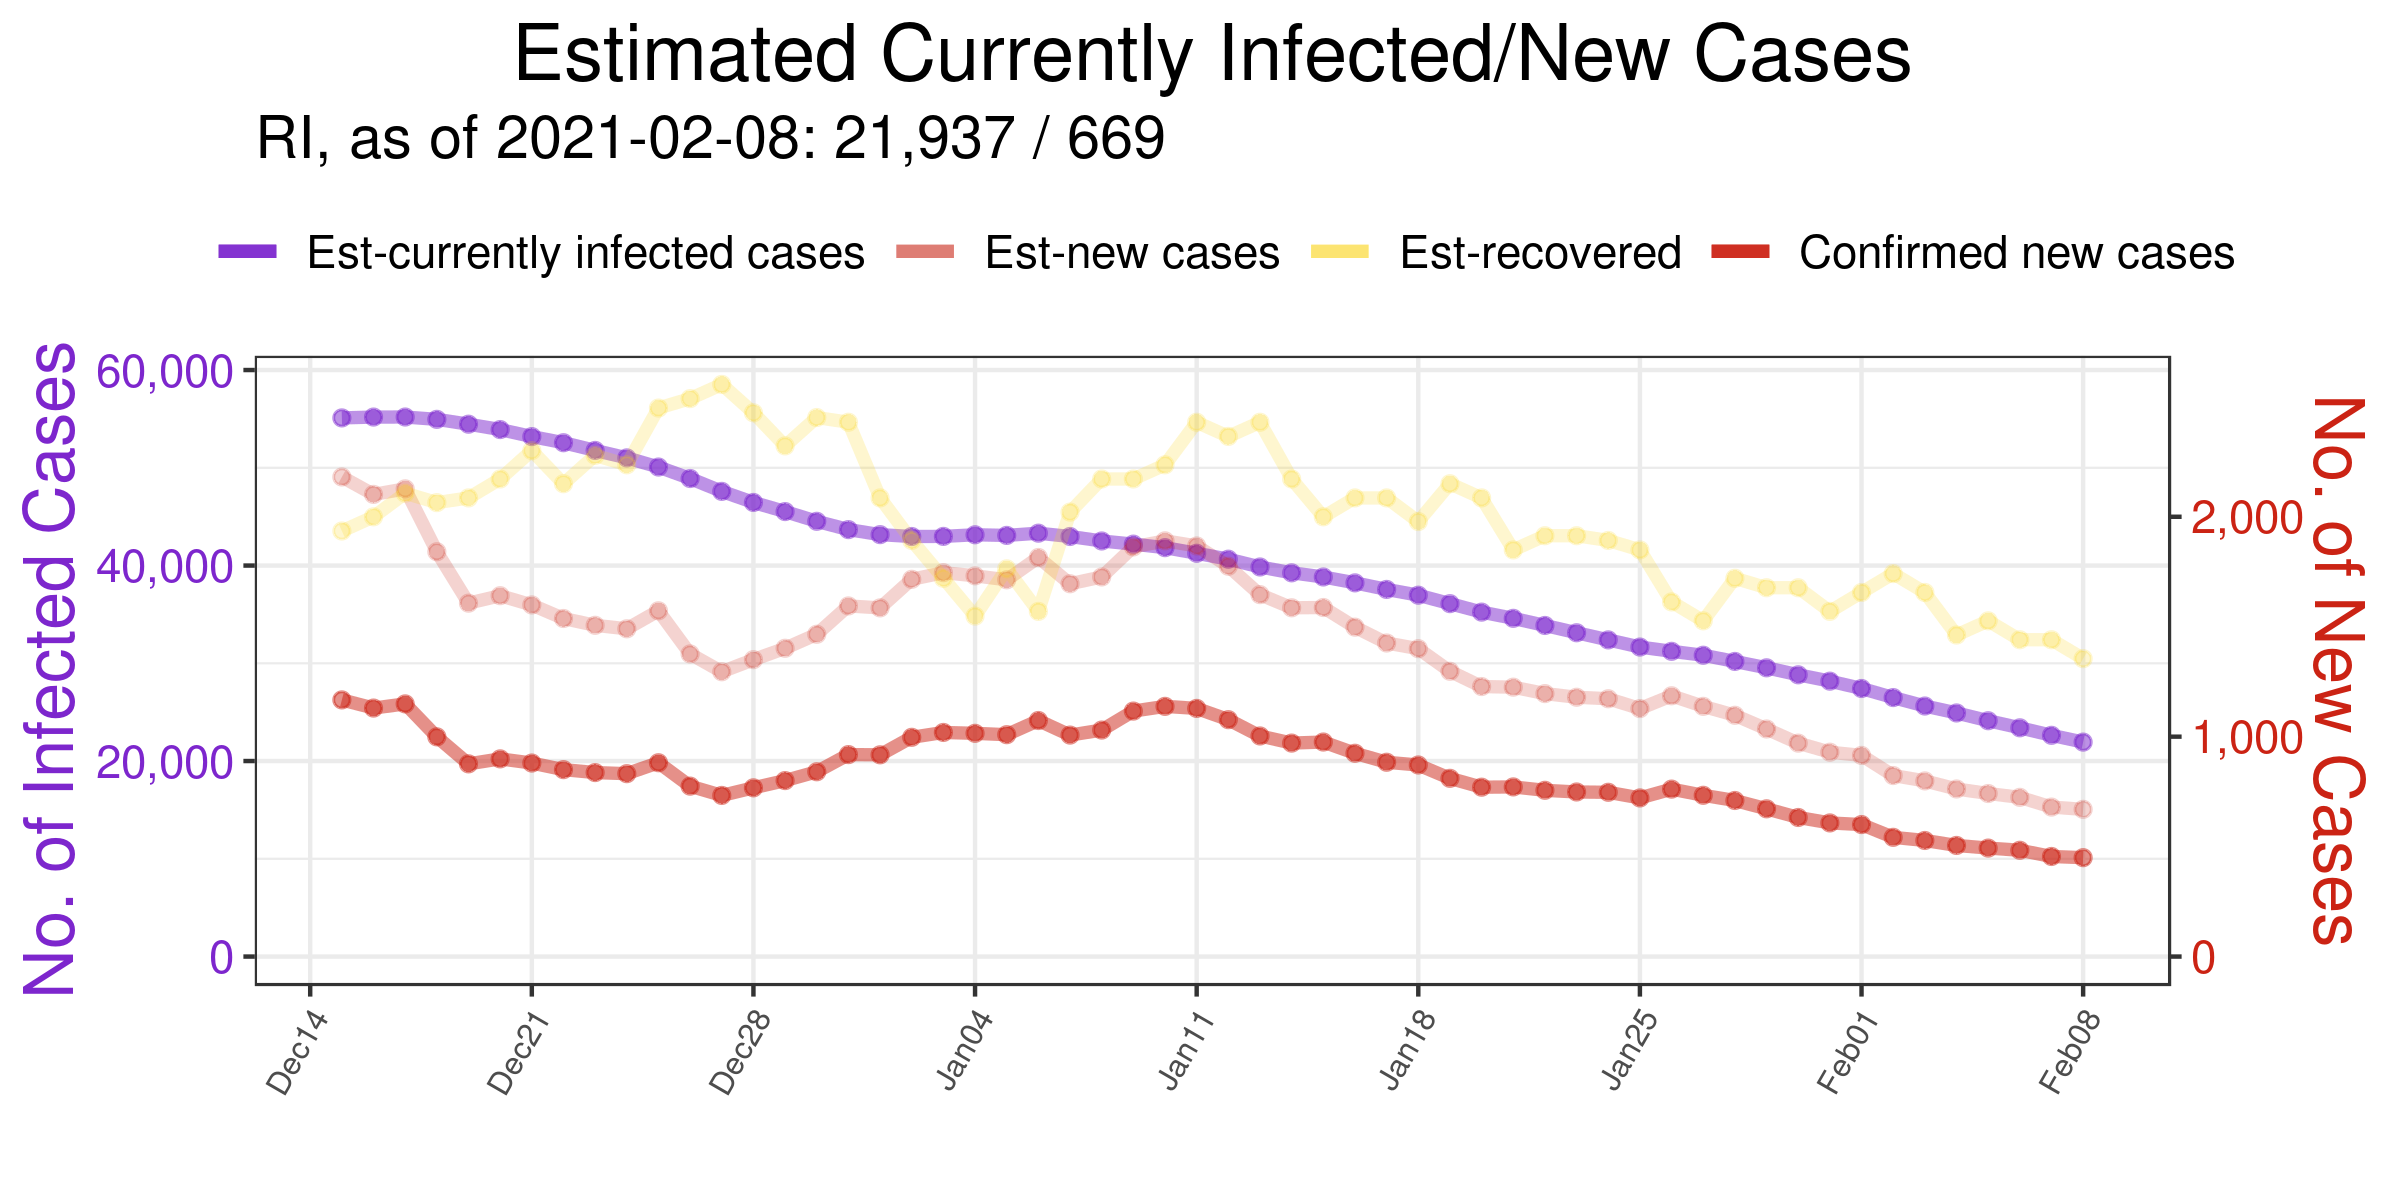 Estimated Currently Infected/New Cases
RI, as of 2021-02-08: 21,937 / 669
Est-currently infected cases Est-new cases Est-recovered Confirmed new cases
No. of Infected Cases
60,000
40,000
20,000
0
2,000
1,000
0
No. of New Cases
Dec14 Dec21 Dec28 Jan04 Jan11 Jan18 Jan25 Feb01 Feb08